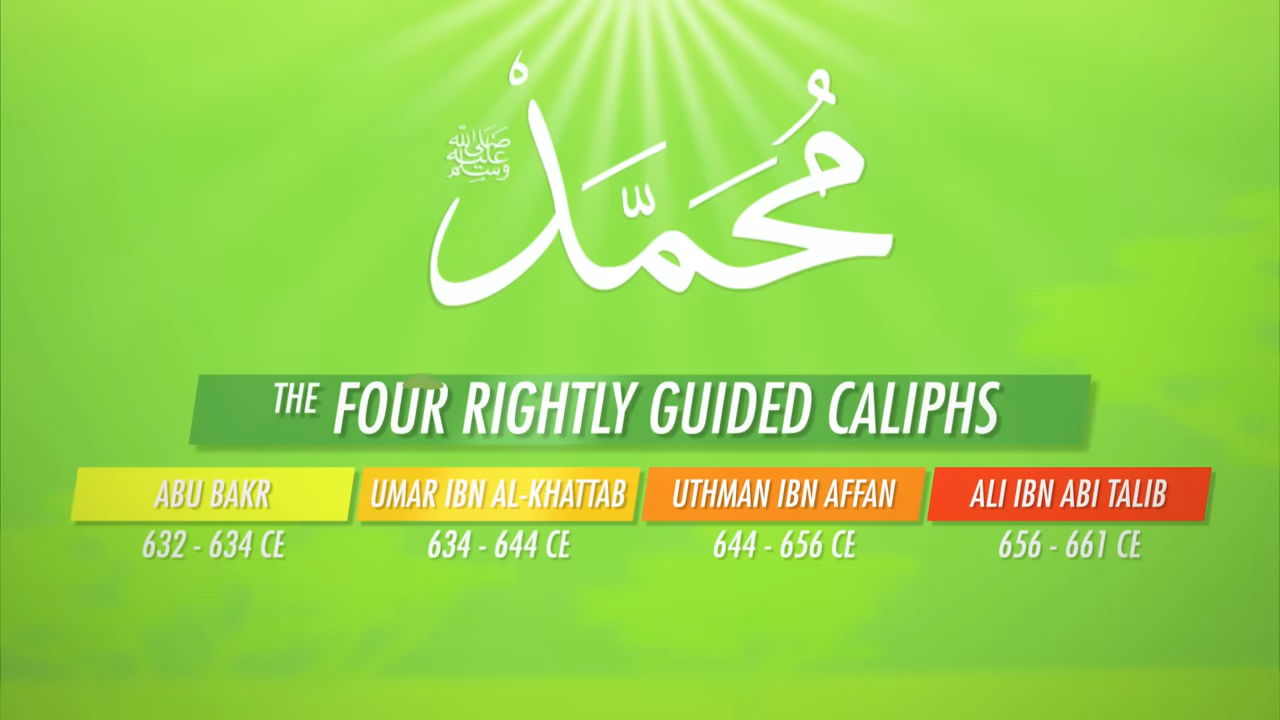 مُحَمَّدْ
صلى الله
عليه
وسلم
THE FOUR RIGHTLY GUIDED CALIPHS
ABU BAKR
UMAR IBN AL-KHATTAB
UTHMAN IBN AFFAN
ALI IBN ABI TALIB
632 - 634 CE
634 - 644 CE
644 - 656 CE
656 - 661 CE